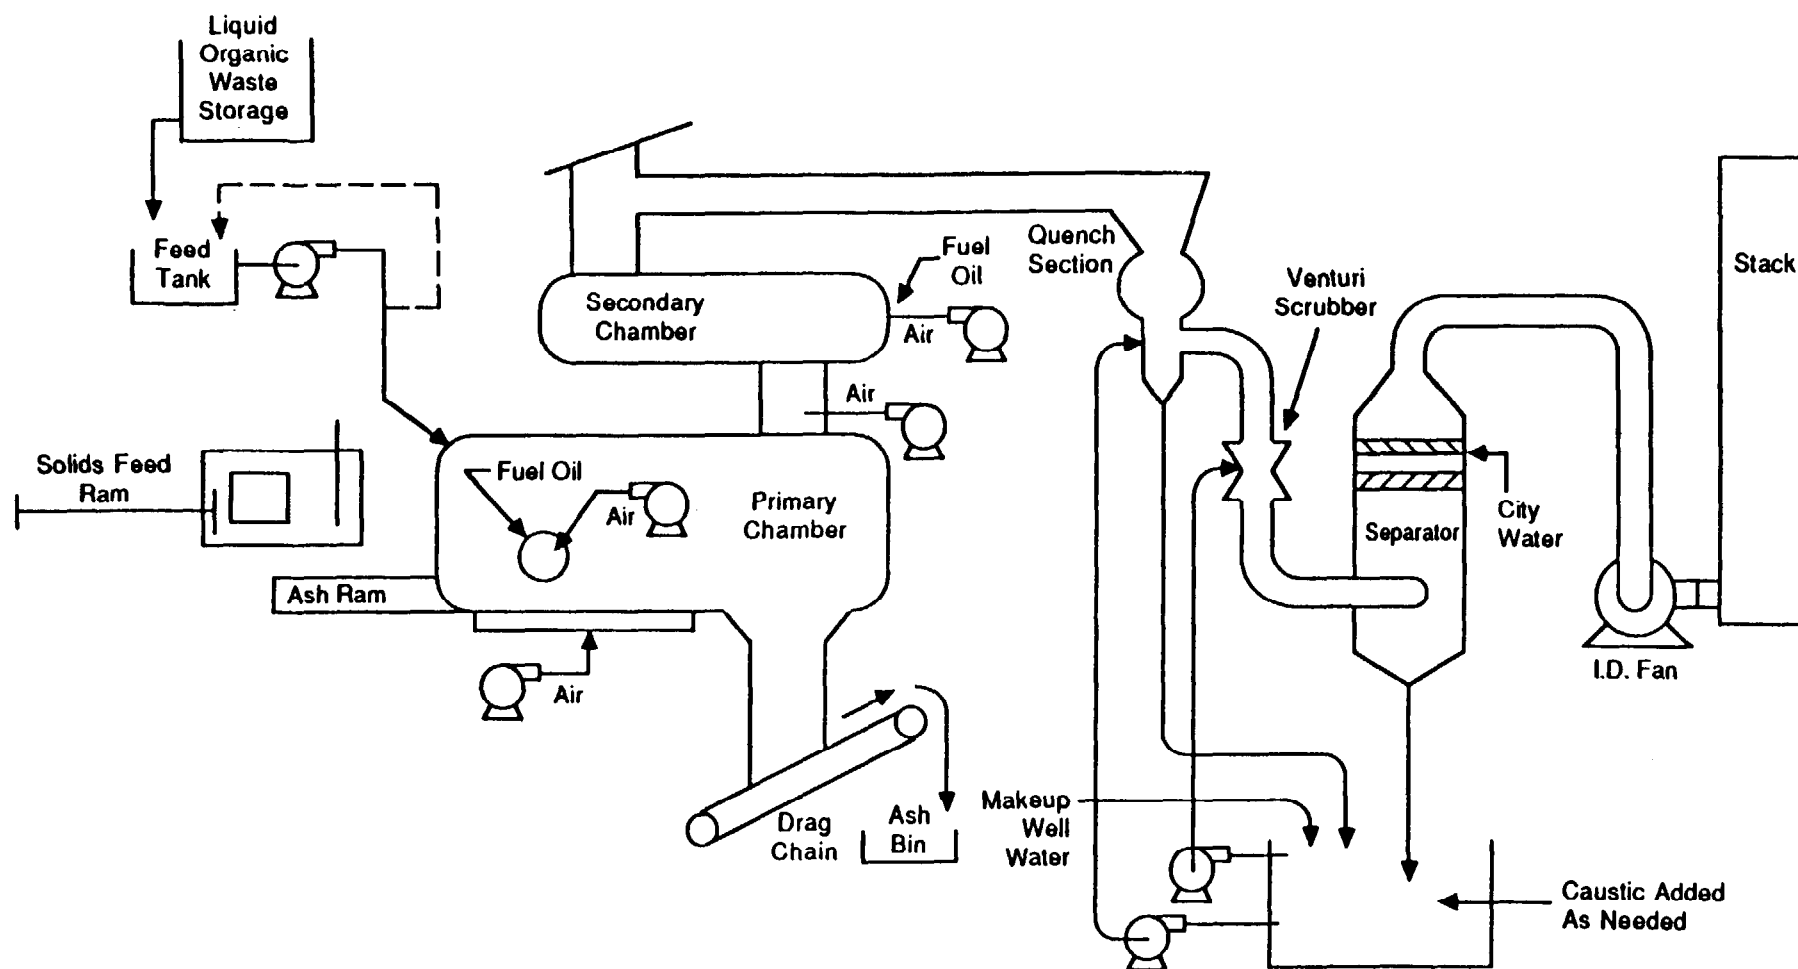 Liquid
Organic
Waste
Storage
Feed
Tank
Quench
Section
Fuel
Oil
Venturi
Scrubber
Stack
Secondary
Chamber
Air
Air
Solids Feed
Ram
Fuel Oil
Air
Primary
Chamber
City
Water
Separator
Ash Ram
Air
I.D. Fan
Makeup
Well
Water
Drag
Chain
Ash
Bin
Caustic Added
As Needed